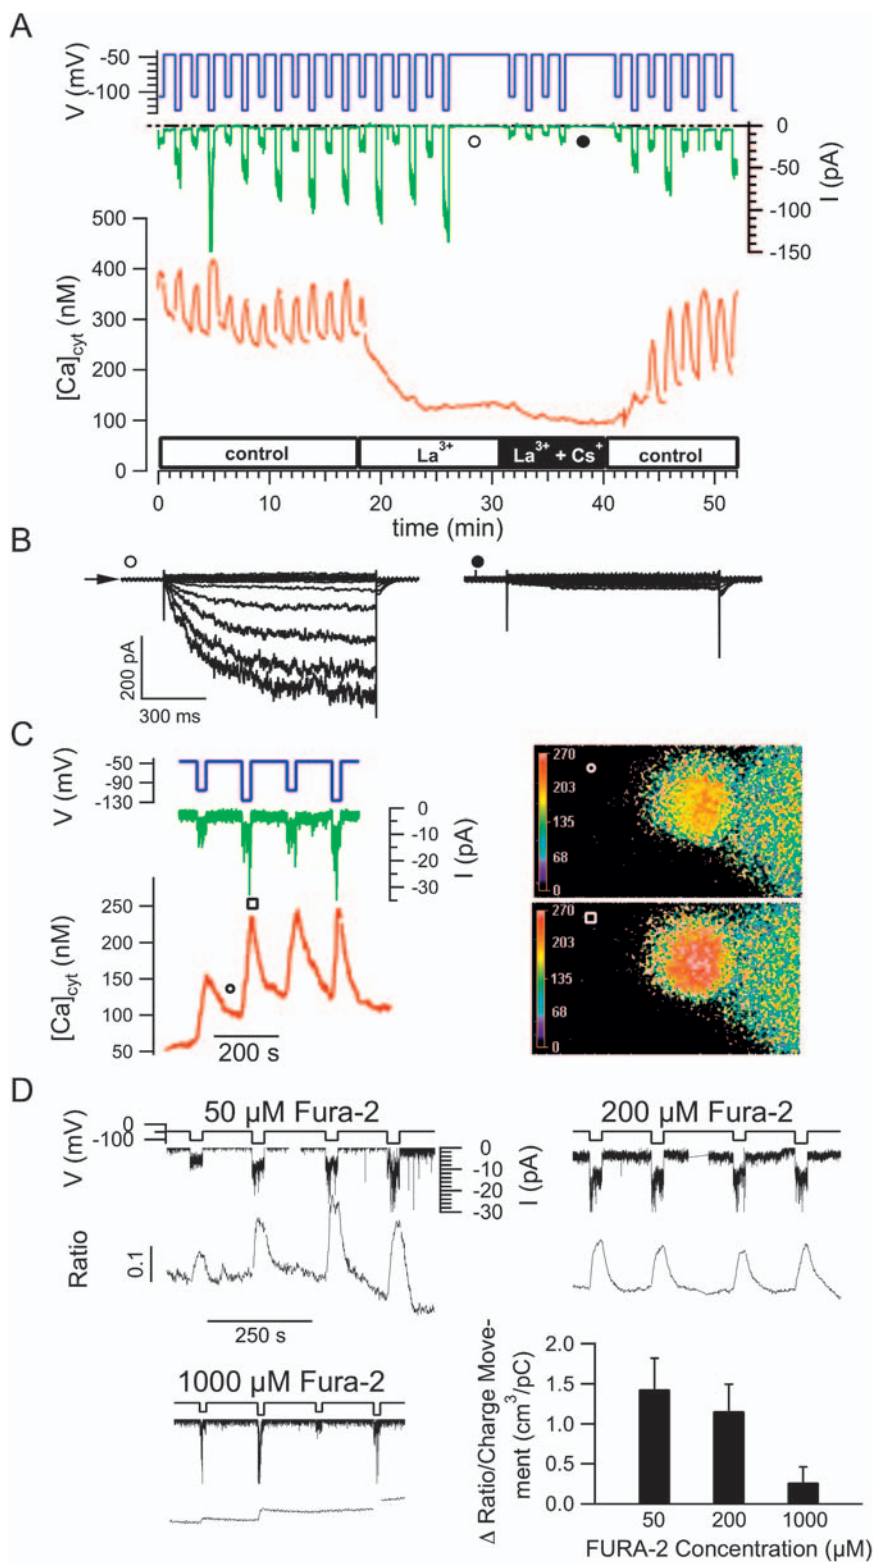 A
V (mV)
-50
-100
0
-50
-100
-150
I (pA)
[Ca]cyt (nM)
500
400
300
200
100
0
control
La3+
La3+ + Cs+
control
0 10 20 30 40 50
time (min)
B
200 pA
300 ms
C
V (mV)
-50
-90
-130
0
-10
-20
-30
I (pA)
[Ca]cyt (nM)
250
200
150
100
50
200 s
270
203
135
68
0
270
203
135
68
0
D
50 µM Fura-2
200 µM Fura-2
V (mV)
0
-100
0
-10
-20
-30
I (pA)
Ratio
0.1
250 s
1000 µM Fura-2
Δ Ratio/Charge Move-
ment (cm3/pC)
2.0
1.5
1.0
0.5
0.0
50 200 1000
FURA-2 Concentration (µM)